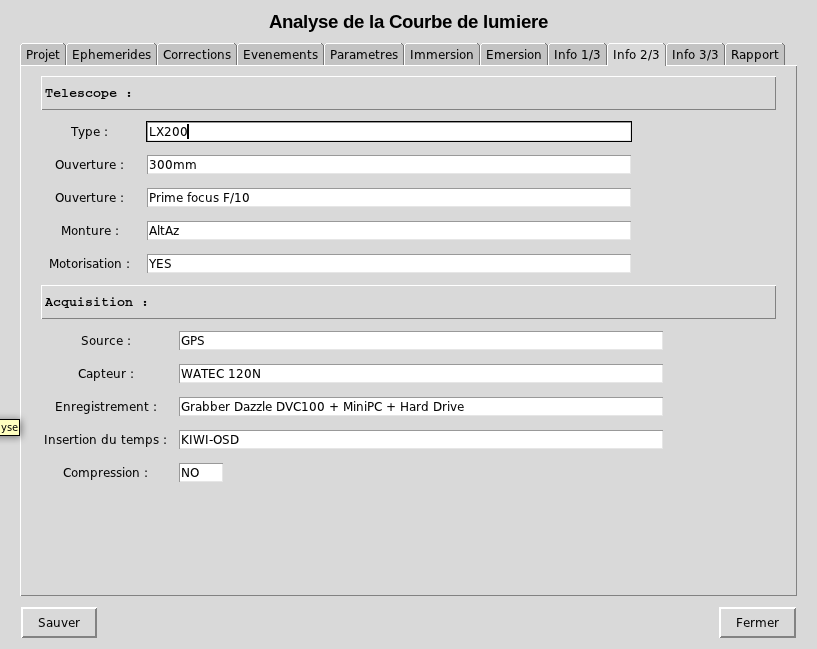 Analyse de la Courbe de lumiere
Projet Ephemerides Corrections Evenements Parametres Immersion Emersion Info 1/3 Info 2/3 Info 3/3 Rapport
Telescope :
Type : LX200
Ouverture : 300mm
Ouverture : Prime focus F/10
Monture : AltAz
Motorisation : YES
Acquisition :
Source : GPS
Capteur : WATEC 120N
Enregistrement : Grabber Dazzle DVC100 + MiniPC + Hard Drive
yse
Insertion du temps : KIWI-OSD
Compression : NO
Sauver Fermer